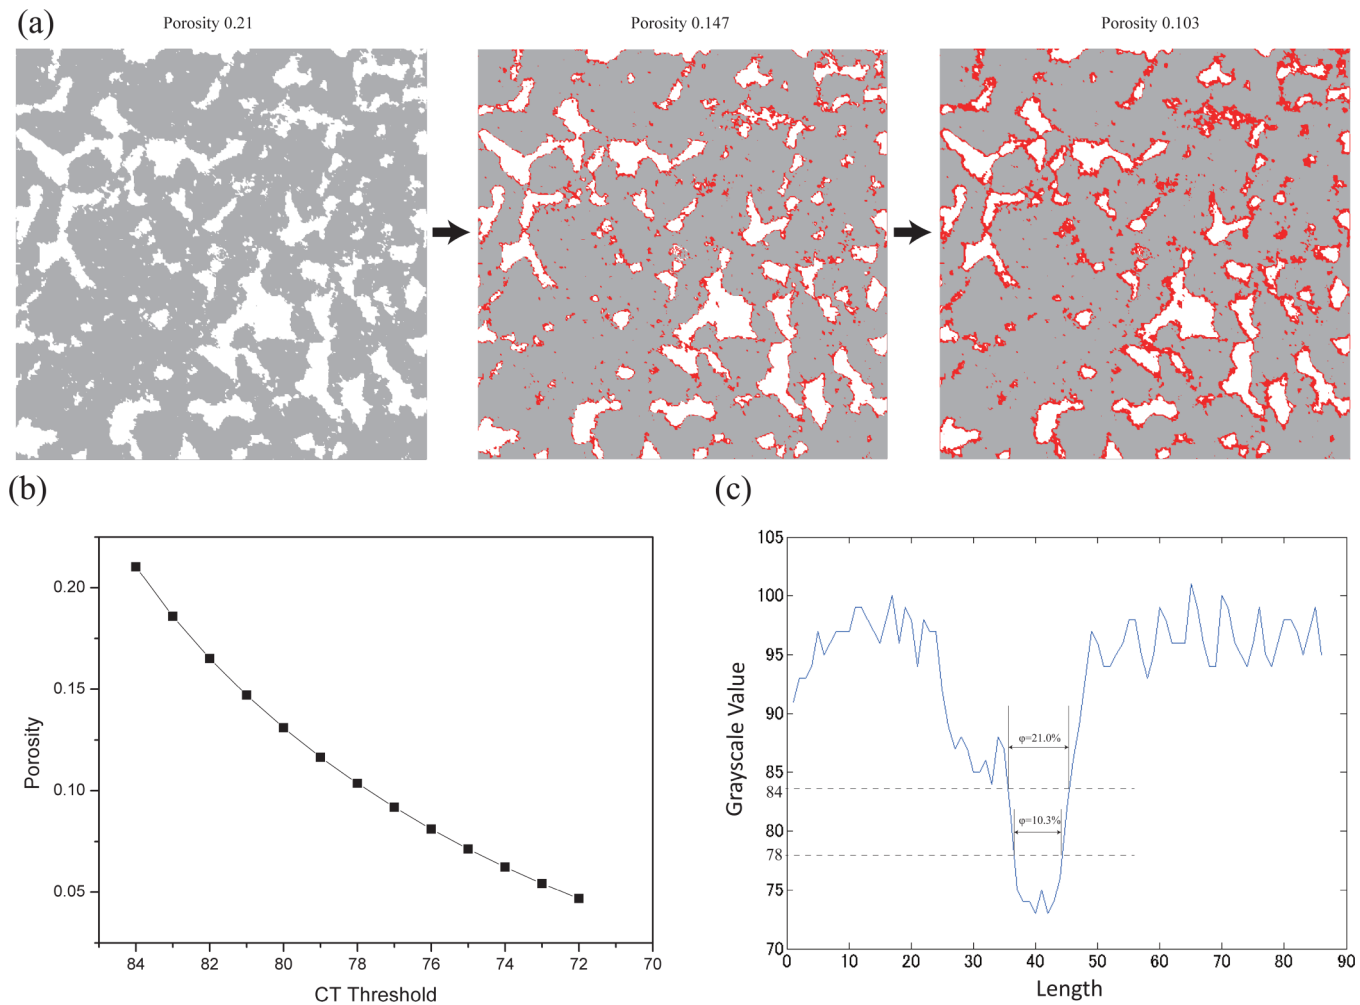 (a)
Porosity 0.21
Porosity 0.147
Porosity 0.103
(b)
0.20
0.15
0.10
0.05
Porosity
84
82
80
78
76
74
72
70
CT Threshold
(c)
105
100
95
90
85
84
80
78
75
70
Grayscale Value
φ=21.0%
φ=10.3%
0
10
20
30
40
50
60
70
80
90
Length